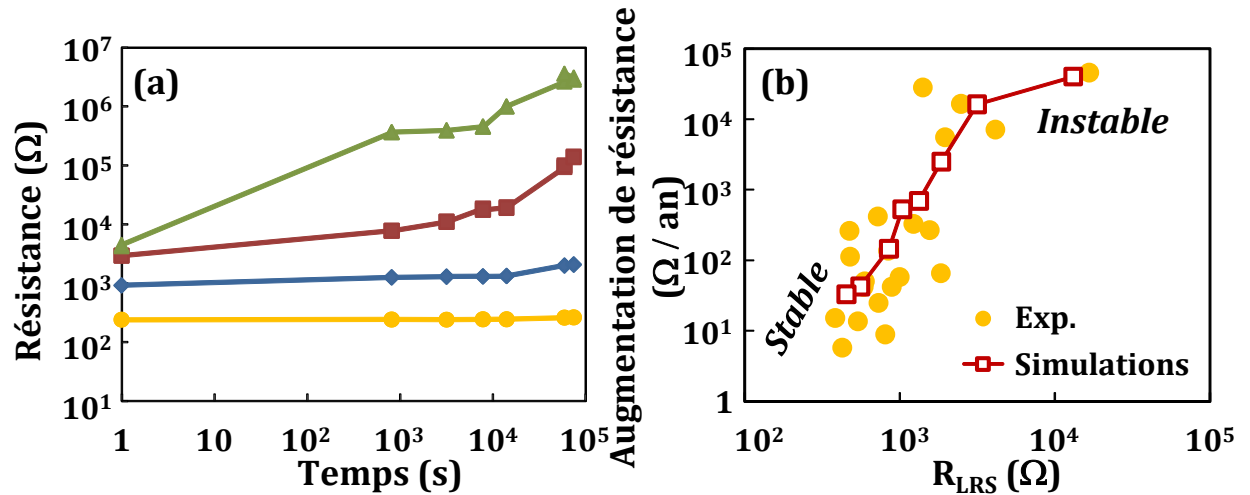 (a)
Résistance (Ω)
10⁷
10⁶
10⁵
10⁴
10³
10²
10¹
1 10 10² 10³ 10⁴ 10⁵
Temps (s)
(b)
Augmentation de résistance
(Ω / an)
10⁵
10⁴
10³
10²
10¹
1
Instable
Stable
Exp.
Simulations
10² 10³ 10⁴ 10⁵
R_LRS (Ω)